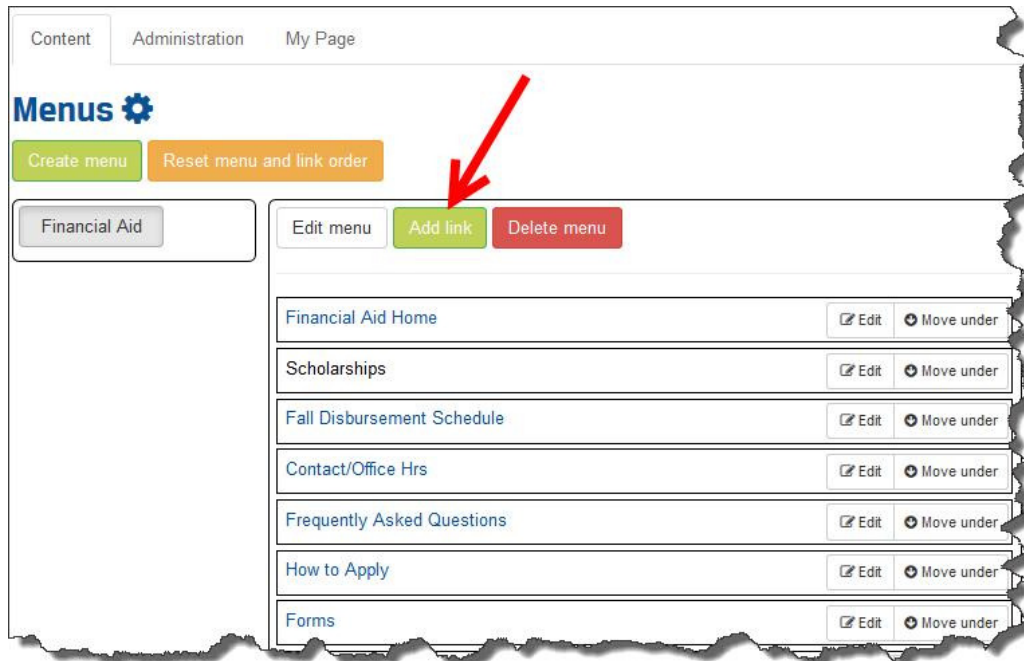 Content Administration My Page
Menus
Create menu Reset menu and link order
Financial Aid Edit menu Add link Delete menu
Financial Aid Home Edit Move under
Scholarships Edit Move under
Fall Disbursement Schedule Edit Move under
Contact/Office Hrs Edit Move under
Frequently Asked Questions Edit Move under
How to Apply Edit Move under
Forms Edit Move under